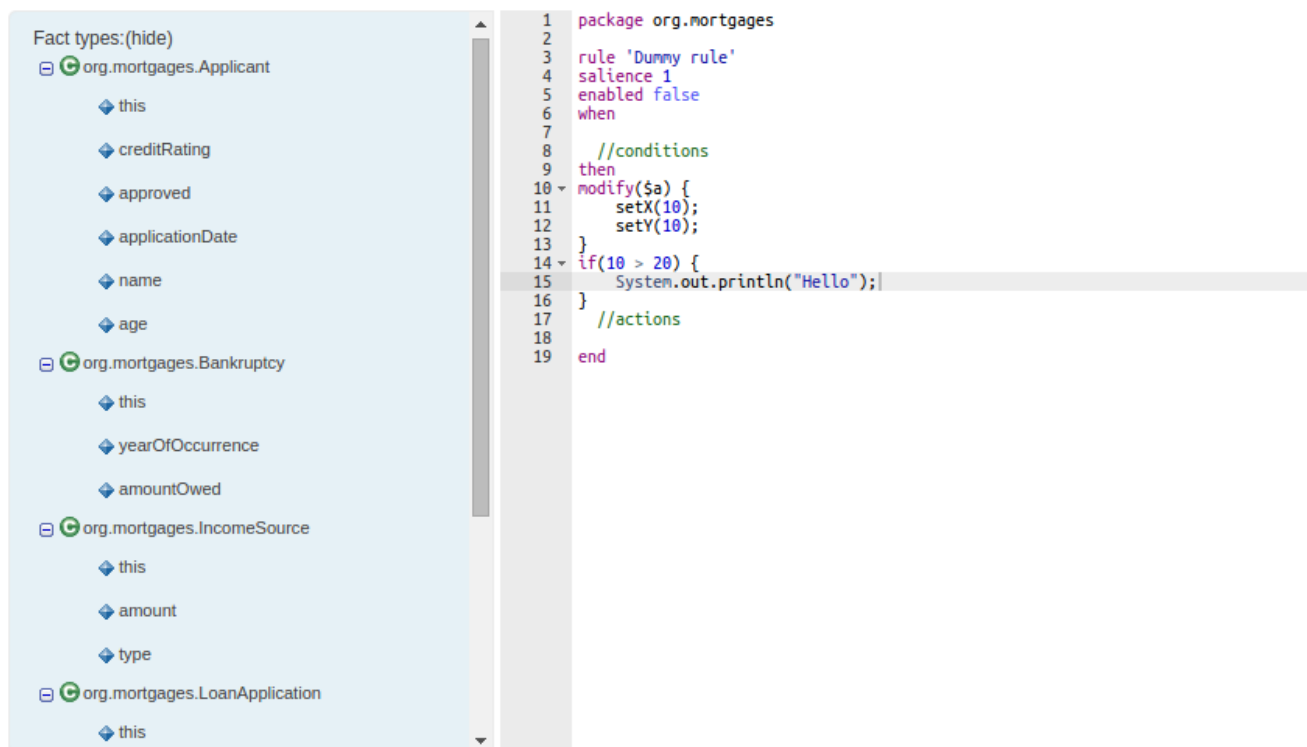 Fact types:(hide)
org.mortgages.Applicant
this
creditRating
approved
applicationDate
name
age
org.mortgages.Bankruptcy
this
yearOfOccurrence
amountOwed
org.mortgages.IncomeSource
this
amount
type
org.mortgages.LoanApplication
this
1 package org.mortgages
2
3 rule 'Dummy rule'
4 salience 1
5 enabled false
6 when
7
8 //conditions
9 then
10 modify($a) {
11 setX(10);
12 setY(10);
13 }
14 if(10 > 20) {
15 System.out.println("Hello");
16 }
17 //actions
18
19 end